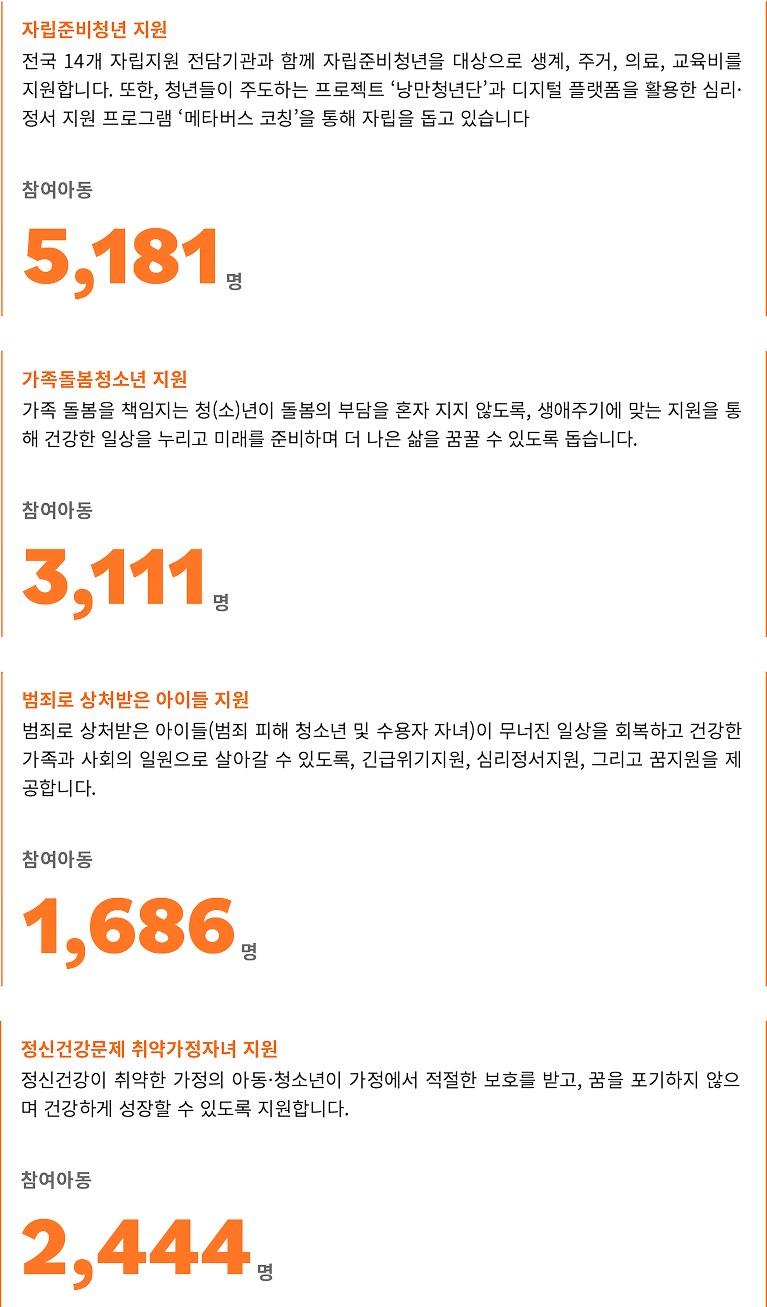 자립준비청년 지원
전국 14개 자립지원 전담기관과 함께 자립준비청년을 대상으로 생계, 주거, 의료, 교육비를
지원합니다. 또한, 청년들이 주도하는 프로젝트 ‘낭만청년단’과 디지털 플랫폼을 활용한 심리·
정서 지원 프로그램 ‘메타버스 코칭’을 통해 자립을 돕고 있습니다
참여아동
5,181 명
가족돌봄청소년 지원
가족 돌봄을 책임지는 청(소)년이 돌봄의 부담을 혼자 지지 않도록, 생애주기에 맞는 지원을 통
해 건강한 일상을 누리고 미래를 준비하며 더 나은 삶을 꿈꿀 수 있도록 돕습니다.
참여아동
3,111 명
범죄로 상처받은 아이들 지원
범죄로 상처받은 아이들(범죄 피해 청소년 및 수용자 자녀)이 무너진 일상을 회복하고 건강한
가족과 사회의 일원으로 살아갈 수 있도록, 긴급위기지원, 심리정서지원, 그리고 꿈지원을 제
공합니다.
참여아동
1,686 명
정신건강문제 취약가정자녀 지원
정신건강이 취약한 가정의 아동·청소년이 가정에서 적절한 보호를 받고, 꿈을 포기하지 않으
며 건강하게 성장할 수 있도록 지원합니다.
참여아동
2,444 명